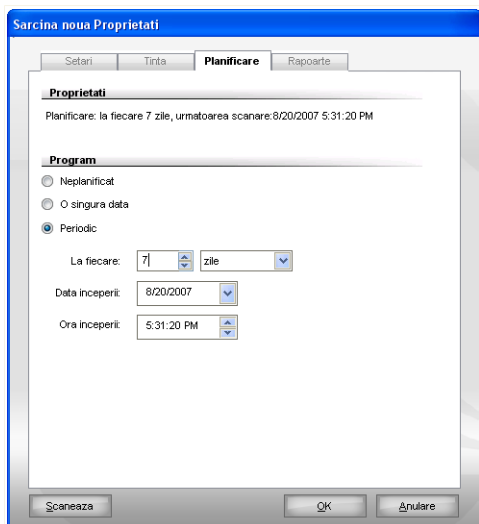 Sarcina noua Proprietati
Setari Tinta Planificare Rapoarte
Proprietati
Planificare: la fiecare 7 zile, urmatoarea scanare:8/20/2007 5:31:20 PM
Program
Neplanificat
O singura data
Periodic
La fiecare: 7 zile
Data inceperii: 8/20/2007
Ora inceperii: 5:31:20 PM
Scaneaza OK Anulare